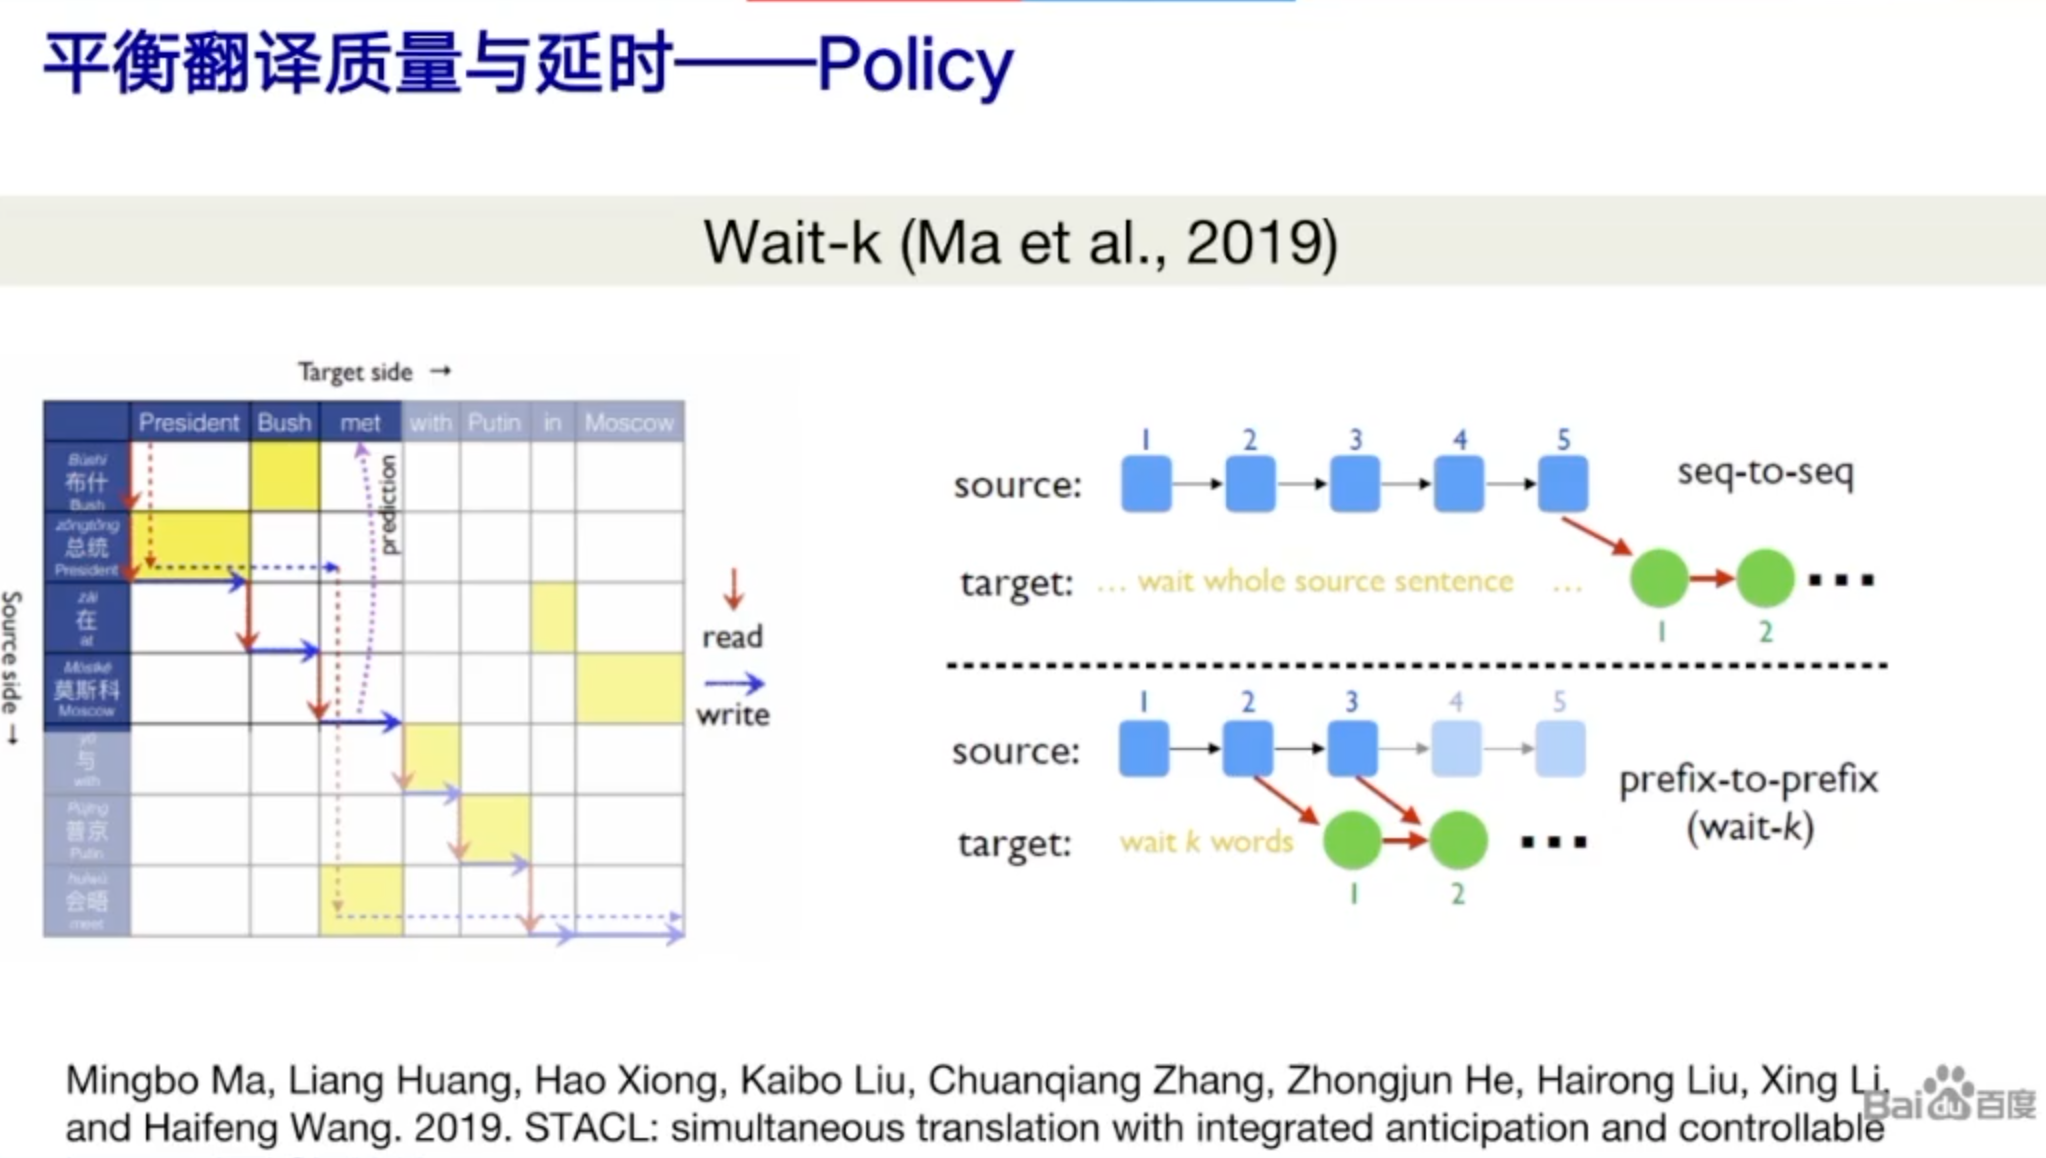 平衡翻译质量与延时——Policy
Wait-k (Ma et al., 2019)
Target side →
President Bush met with Putin in Moscow
Source side →
Bùshí
布什
Bush
zǒngtǒng
总统
President
zài
在
at
Mòsikē
莫斯科
Moscow
yǔ
与
with
Pǔjīng
普京
Putin
huìwù
会晤
meet
prediction
read
write
1 2 3 4 5
source:
seq-to-seq
target: ... wait whole source sentence ...
1 2
1 2 3 4 5
source:
prefix-to-prefix
(wait-k)
target: wait k words
1 2
Mingbo Ma, Liang Huang, Hao Xiong, Kaibo Liu, Chuanqiang Zhang, Zhongjun He, Hairong Liu, Xing Li,
and Haifeng Wang. 2019. STACL: simultaneous translation with integrated anticipation and controllable
Bai du 百度